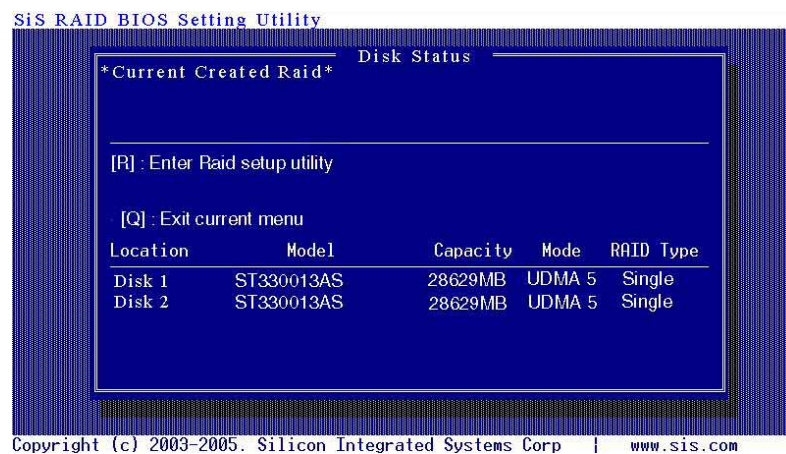 SiS RAID BIOS Setting Utility
Disk Status
*Current Created Raid*
[R] : Enter Raid setup utility
[Q] : Exit current menu
Location Model Capacity Mode RAID Type
Disk 1 ST330013AS 28629MB UDMA 5 Single
Disk 2 ST330013AS 28629MB UDMA 5 Single
Copyright (c) 2003-2005. Silicon Integrated Systems Corp | www.sis.com